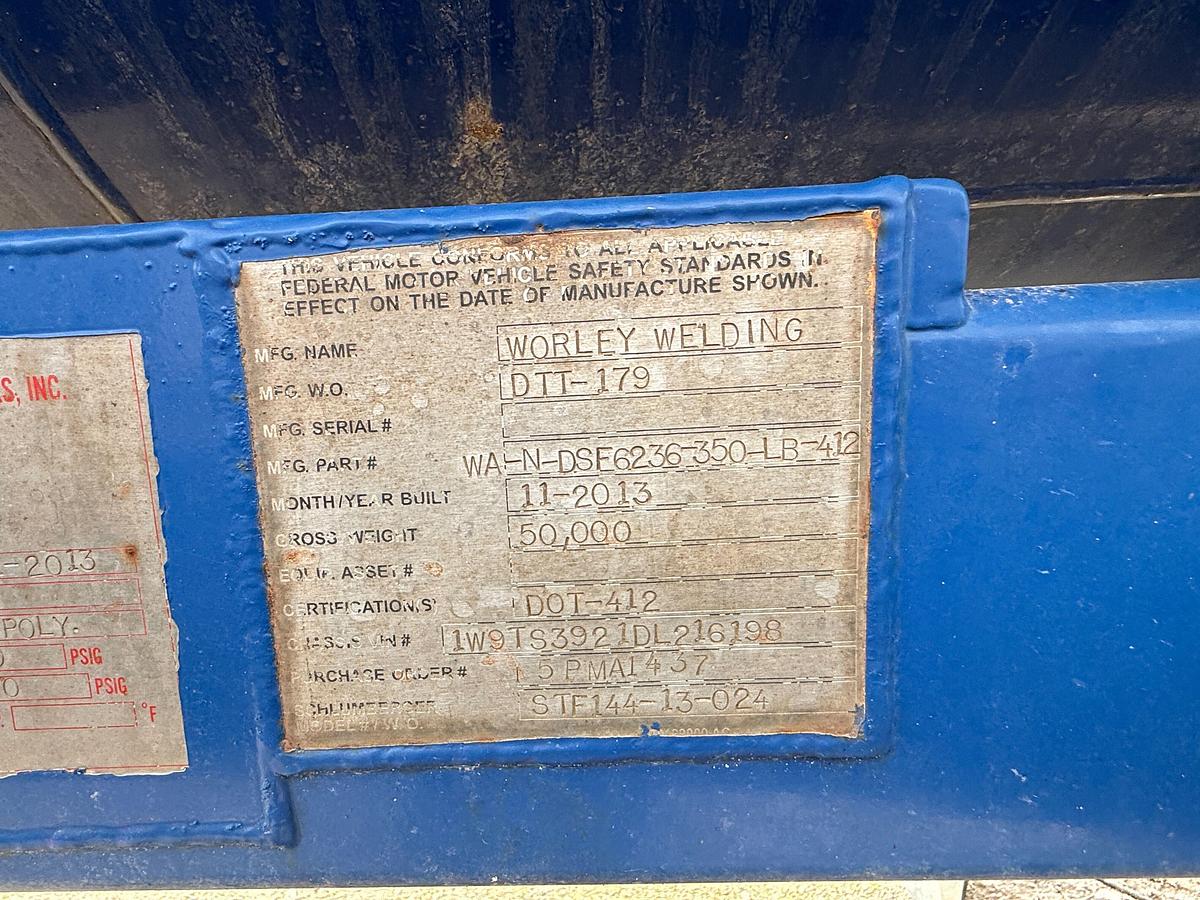 THIS VEHICLE CONFORMS TO ALL APPLICABLE
FEDERAL MOTOR VEHICLE SAFETY STANDARDS IN
EFFECT ON THE DATE OF MANUFACTURE SHOWN.
MFG. NAME WORLEY WELDING
MFG. W.O. DTT-179
MFG. SERIAL #
MFG. PART # WA-N-DSF6236-350-LB-412
MONTH/YEAR BUILT 11-2013
GROSS WEIGHT 50,000
EQUIP. ASSET #
CERTIFICATION(S) DOT-412
CHASSIS VIN # 1W9TS3921DL216198
PURCHASE ORDER # 5PMA1437
SCHLUMBERGER STF144-13-024
MODEL #/W.O.
S, INC.
-2013
POLY.
0 PSIG
0 PSIG
°F